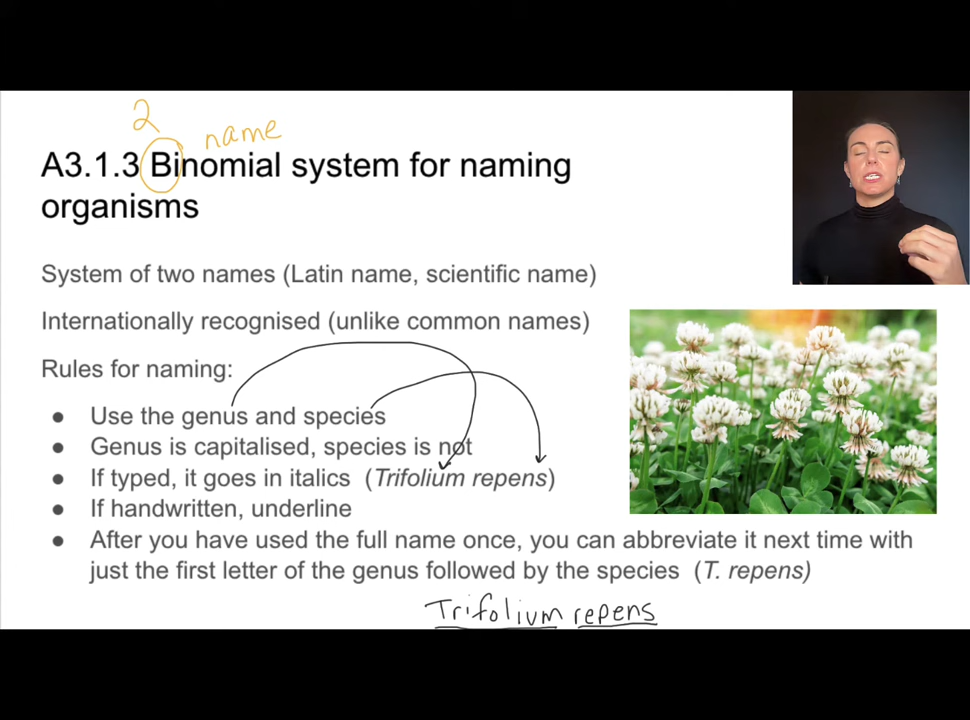 2
name
A3.1.3 Binomial system for naming
organisms
System of two names (Latin name, scientific name)
Internationally recognised (unlike common names)
Rules for naming:
● Use the genus and species
● Genus is capitalised, species is not
● If typed, it goes in italics (Trifolium repens)
● If handwritten, underline
● After you have used the full name once, you can abbreviate it next time with
just the first letter of the genus followed by the species (T. repens)
Trifolium repens